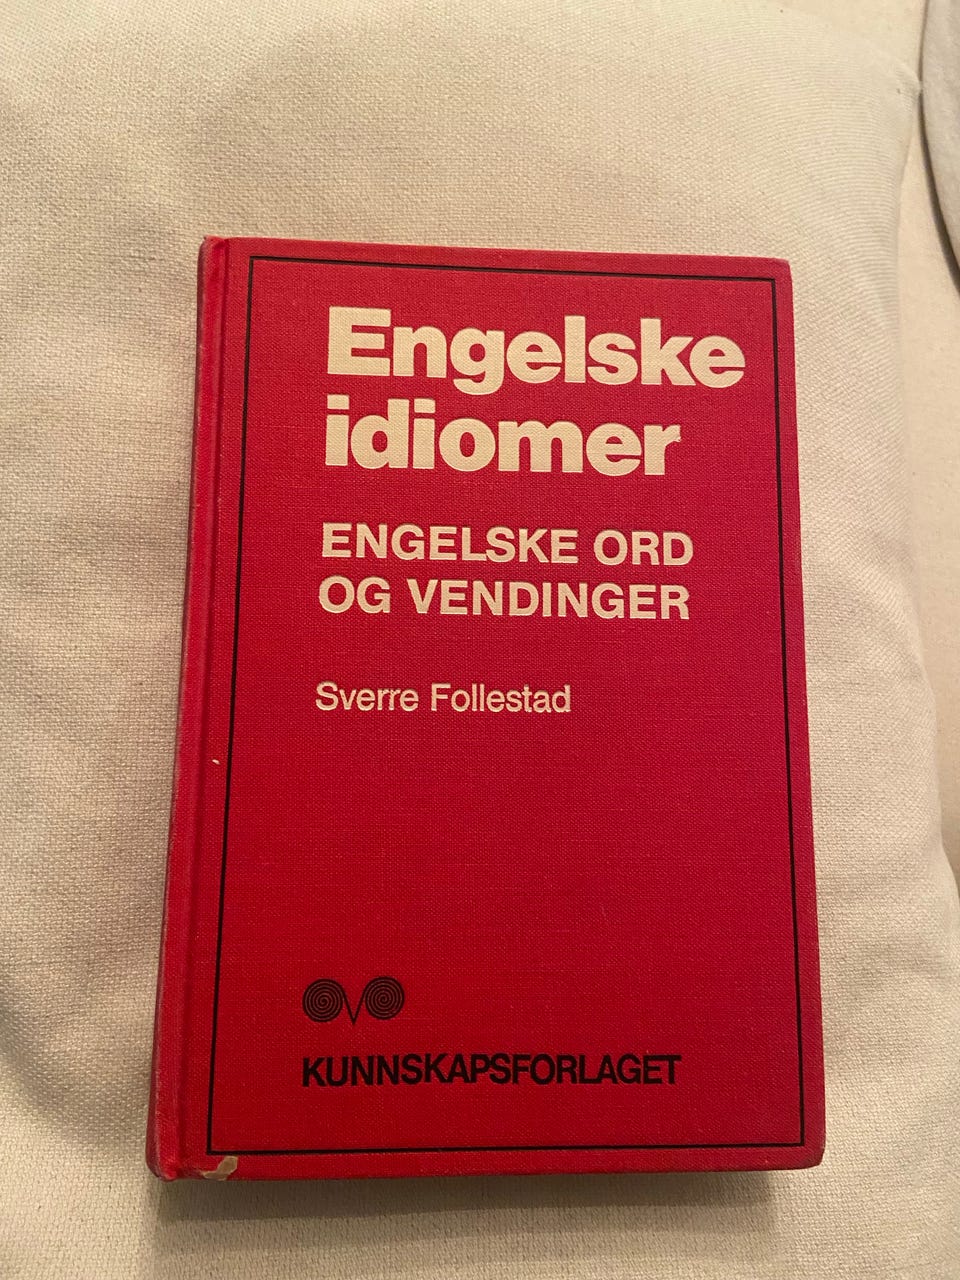 Engelske
idiomer
ENGELSKE ORD
OG VENDINGER
Sverre Follestad
KUNNSKAPSFORLAGET